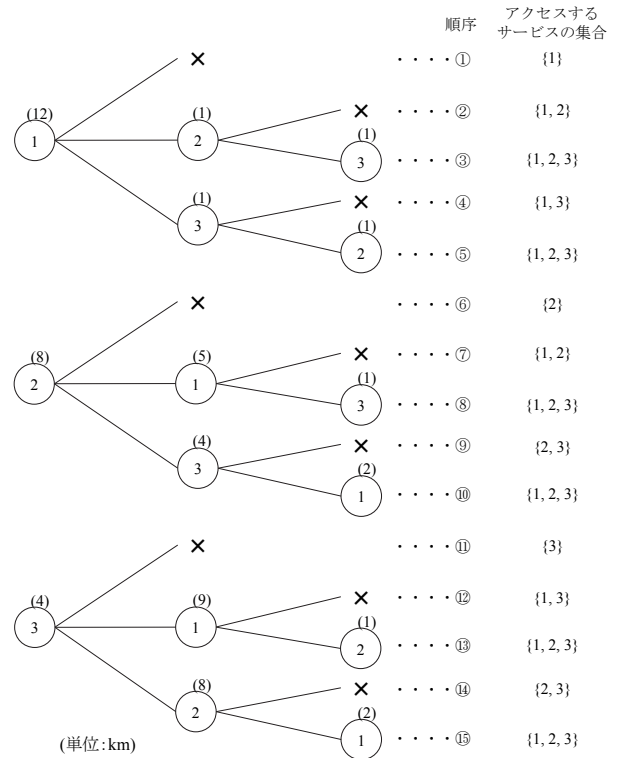 順序 アクセスする
サービスの集合
× ・・・・① {1}
(12) (1) × ・・・・② {1, 2}
1 2 (1)
3 ・・・・③ {1, 2, 3}
(1) × ・・・・④ {1, 3}
3 (1)
2 ・・・・⑤ {1, 2, 3}
× ・・・・⑥ {2}
(8) (5) × ・・・・⑦ {1, 2}
2 1 (1)
3 ・・・・⑧ {1, 2, 3}
(4) × ・・・・⑨ {2, 3}
3 (2)
1 ・・・・⑩ {1, 2, 3}
× ・・・・⑪ {3}
(4) (9) × ・・・・⑫ {1, 3}
3 1 (1)
2 ・・・・⑬ {1, 2, 3}
(8) × ・・・・⑭ {2, 3}
2 (2)
1 ・・・・⑮ {1, 2, 3}
(単位:km)